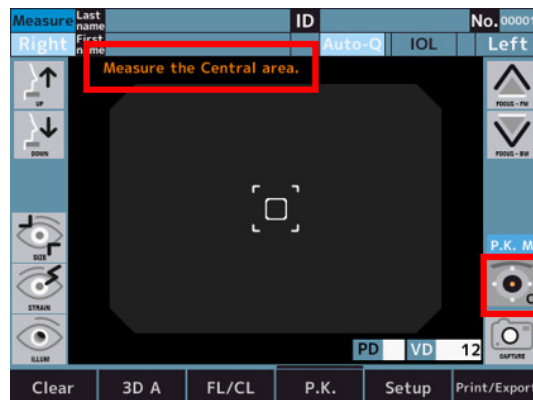 Measure Last name ID No. 00001
Right First name Auto-Q IOL Left
Measure the Central area.
UP
FOCUS - FW
DOWN
FOCUS - BW
SIZE
P.K. M
C
STRAIN
ILLUM
PD VD 12
CAPTURE
Clear 3D A FL/CL P.K. Setup Print/Export